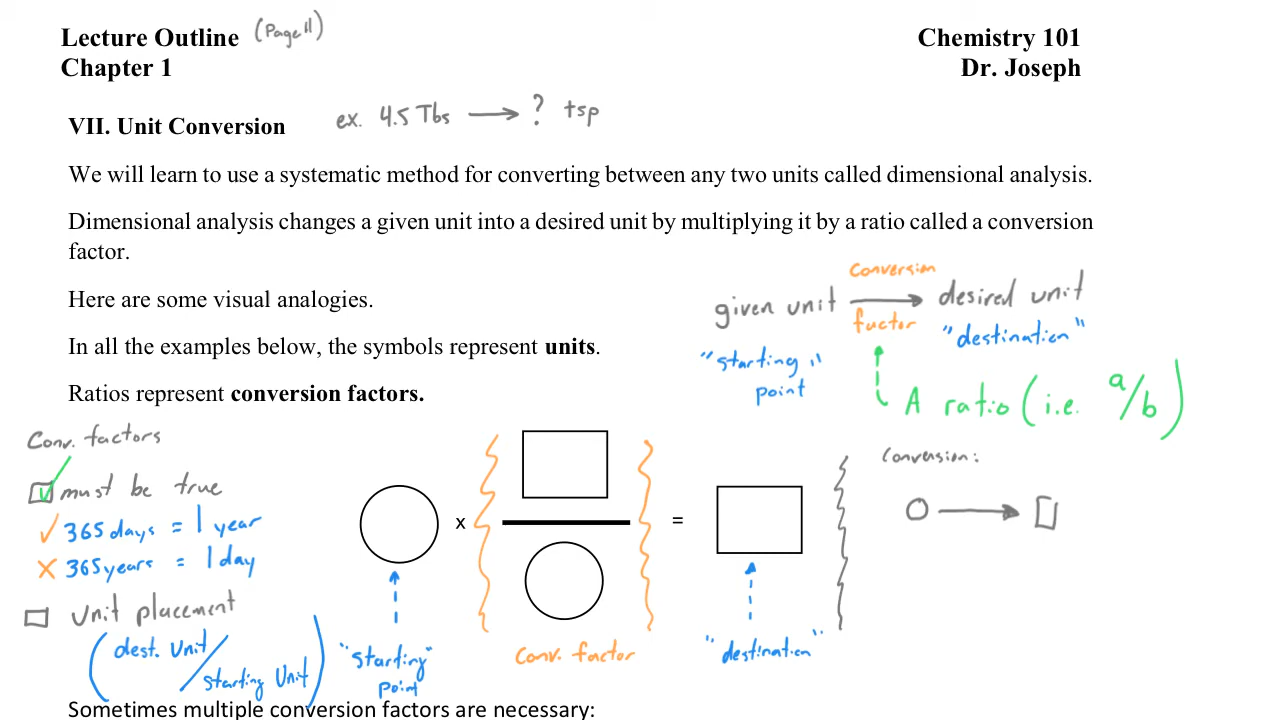 Lecture Outline (Page 11)
Chemistry 101
Chapter 1
Dr. Joseph
VII. Unit Conversion
ex. 4.5 Tbs → ? tsp
We will learn to use a systematic method for converting between any two units called dimensional analysis.
Dimensional analysis changes a given unit into a desired unit by multiplying it by a ratio called a conversion
factor.
Here are some visual analogies.
given unit → desired unit
Conversion
factor
"starting
point"
"destination"
In all the examples below, the symbols represent units.
Ratios represent conversion factors.
A ratio (i.e. a/b)
Conv. factors
must be true
✓ 365 days = 1 year
✗ 365 years = 1 day
Unit placement
(dest. Unit/
starting Unit)
x
=
"starting"
point
Conv. factor
"destination"
Conversion:
Sometimes multiple conversion factors are necessary: